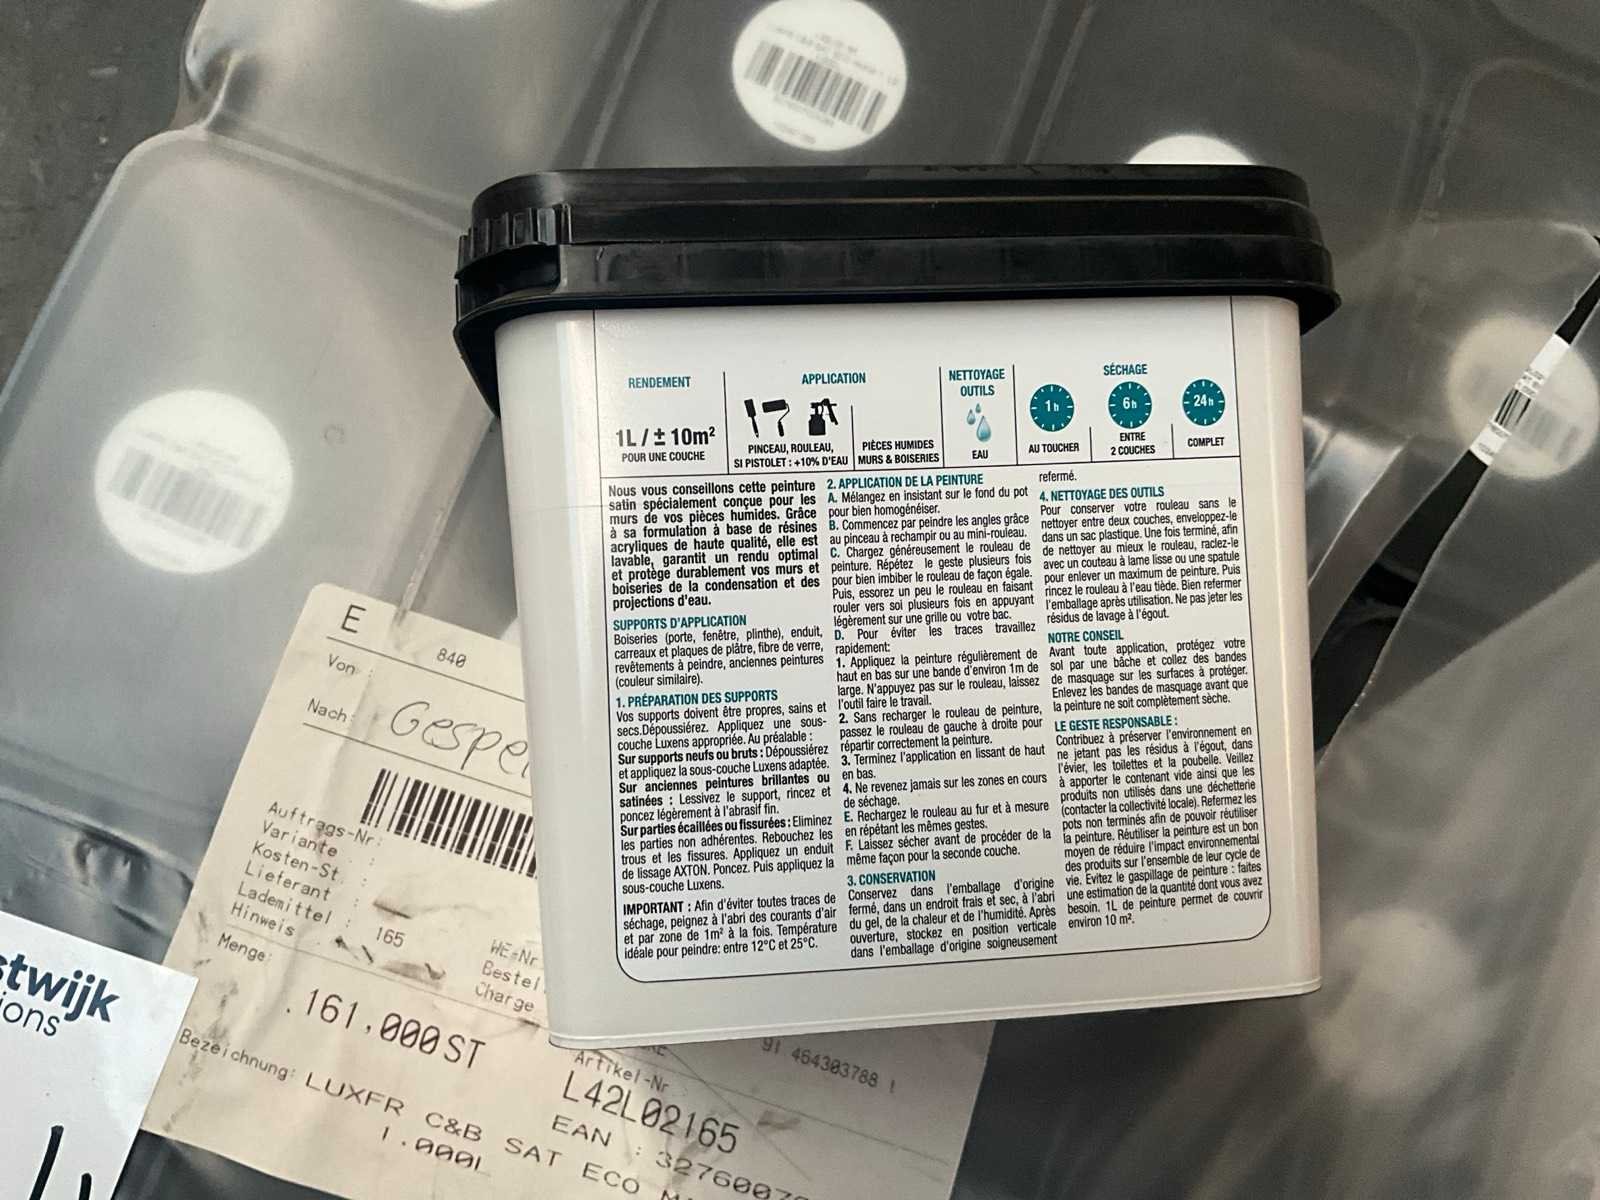 RENDEMENT
1L / ± 10m²
POUR UNE COUCHE
APPLICATION
PINCEAU, ROULEAU,
SI PISTOLET : +10% D'EAU
PIÈCES HUMIDES
MURS & BOISERIES
NETTOYAGE
OUTILS
EAU
SÉCHAGE
1h
AU TOUCHER
6h
ENTRE
2 COUCHES
24h
COMPLET
Nous vous conseillons cette peinture
satin spécialement conçue pour les
murs de vos pièces humides. Grâce
à sa formulation à base de résines
acryliques de haute qualité, elle est
lavable, garantit un rendu optimal
et protège durablement vos murs et
boiseries de la condensation et des
projections d'eau.
SUPPORTS D'APPLICATION
Boiseries (porte, fenêtre, plinthe), enduit,
carreaux et plaques de plâtre, fibre de verre,
revêtements à peindre, anciennes peintures
(couleur similaire).
1. PRÉPARATION DES SUPPORTS
Vos supports doivent être propres, sains et
secs.Dépoussiérez. Appliquez une sous-
couche Luxens appropriée. Au préalable :
Sur supports neufs ou bruts : Dépoussiérez
et appliquez la sous-couche Luxens adaptée.
Sur anciennes peintures brillantes ou
satinées : Lessivez le support, rincez et
poncez légèrement à l'abrasif fin.
Sur parties écaillées ou fissurées : Eliminez
les parties non adhérentes. Rebouchez les
trous et les fissures. Appliquez un enduit
de lissage AXTON. Poncez. Puis appliquez la
sous-couche Luxens.
IMPORTANT : Afin d'éviter toutes traces de
séchage, peignez à l'abri des courants d'air
et par zone de 1m² à la fois. Température
idéale pour peindre: entre 12°C et 25°C.
2. APPLICATION DE LA PEINTURE
A. Mélangez en insistant sur le fond du pot
pour bien homogénéiser.
B. Commencez par peindre les angles grâce
au pinceau à rechampir ou au mini-rouleau.
C. Chargez généreusement le rouleau de
peinture. Répétez le geste plusieurs fois
pour bien imbiber le rouleau de façon égale.
Puis, essorez un peu le rouleau en faisant
rouler vers soi plusieurs fois en appuyant
légèrement sur une grille ou votre bac.
D. Pour éviter les traces travaillez
rapidement:
1. Appliquez la peinture régulièrement de
haut en bas sur une bande d'environ 1m de
large. N'appuyez pas sur le rouleau, laissez
l'outil faire le travail.
2. Sans recharger le rouleau de peinture,
passez le rouleau de gauche à droite pour
répartir correctement la peinture.
3. Terminez l'application en lissant de haut
en bas.
4. Ne revenez jamais sur les zones en cours
de séchage.
E. Rechargez le rouleau au fur et à mesure
en répétant les mêmes gestes.
F. Laissez sécher avant de procéder de la
même façon pour la seconde couche.
3. CONSERVATION
Conservez dans l'emballage d'origine
fermé, dans un endroit frais et sec, à l'abri
du gel, de la chaleur et de l'humidité. Après
ouverture, stockez en position verticale
dans l'emballage d'origine soigneusement
refermé.
4. NETTOYAGE DES OUTILS
Pour conserver votre rouleau sans le
nettoyer entre deux couches, enveloppez-le
dans un sac plastique. Une fois terminé, afin
de nettoyer au mieux le rouleau, raclez-le
avec un couteau à lame lisse ou une spatule
pour enlever un maximum de peinture. Puis
rincez le rouleau à l'eau tiède. Bien refermer
l'emballage après utilisation. Ne pas jeter les
résidus de lavage à l'égout.
NOTRE CONSEIL
Avant toute application, protégez votre
sol par une bâche et collez des bandes
de masquage sur les surfaces à protéger.
Enlevez les bandes de masquage avant que
la peinture ne soit complètement sèche.
LE GESTE RESPONSABLE :
Contribuez à préserver l'environnement en
ne jetant pas les résidus à l'égout, dans
l'évier, les toilettes et la poubelle. Veillez
à apporter le contenant vide ainsi que les
produits non utilisés dans une déchetterie
(contacter la collectivité locale). Refermez les
pots non terminés afin de pouvoir réutiliser
la peinture. Réutiliser la peinture est un bon
moyen de réduire l'impact environnemental
des produits sur l'ensemble de leur cycle de
vie. Evitez le gaspillage de peinture : faites
une estimation de la quantité dont vous avez
besoin. 1L de peinture permet de couvrir
environ 10 m².
E
840
Von :
Nach:
Gespe
Auftrags-Nr:
Variante :
Kosten-St. :
Lieferant :
Lademittel : 165
Hinweis :
WE-Nr
Bestel
Charge
Menge:
161,000 ST
91 464303788
Artikel-Nr
L42L02165
EAN : 3276007
Bezeichnung: LUXFR C&B SAT ECO
1.000L
twijk
ions